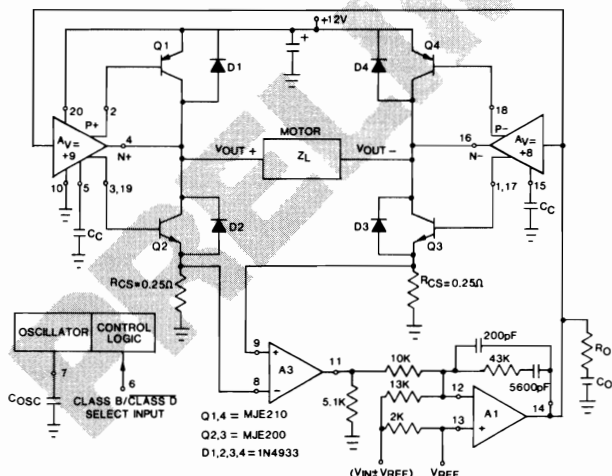 +12V
Q1
Q4
+
D1
D4
20
2
18
P+
P-
AV=
+9
4
N+
MOTOR
ZL
VOUT +
VOUT -
16
N-
AV=
+8
10
5
3,19
1,17
15
CC
CC
D2
D3
Q2
Q3
RCS=0.25Ω
RCS=0.25Ω
OSCILLATOR
CONTROL
LOGIC
7
COSC
6
CLASS B/CLASS D
SELECT INPUT
9
+
A3
8
-
11
5.1K
10K
13K
2K
200pF
43K
5600pF
12
-
A1
13
+
14
RO
CO
Q1,4 = MJE210
Q2,3 = MJE200
D1,2,3,4 = 1N4933
(VIN± VREF)
VREF
PRELI